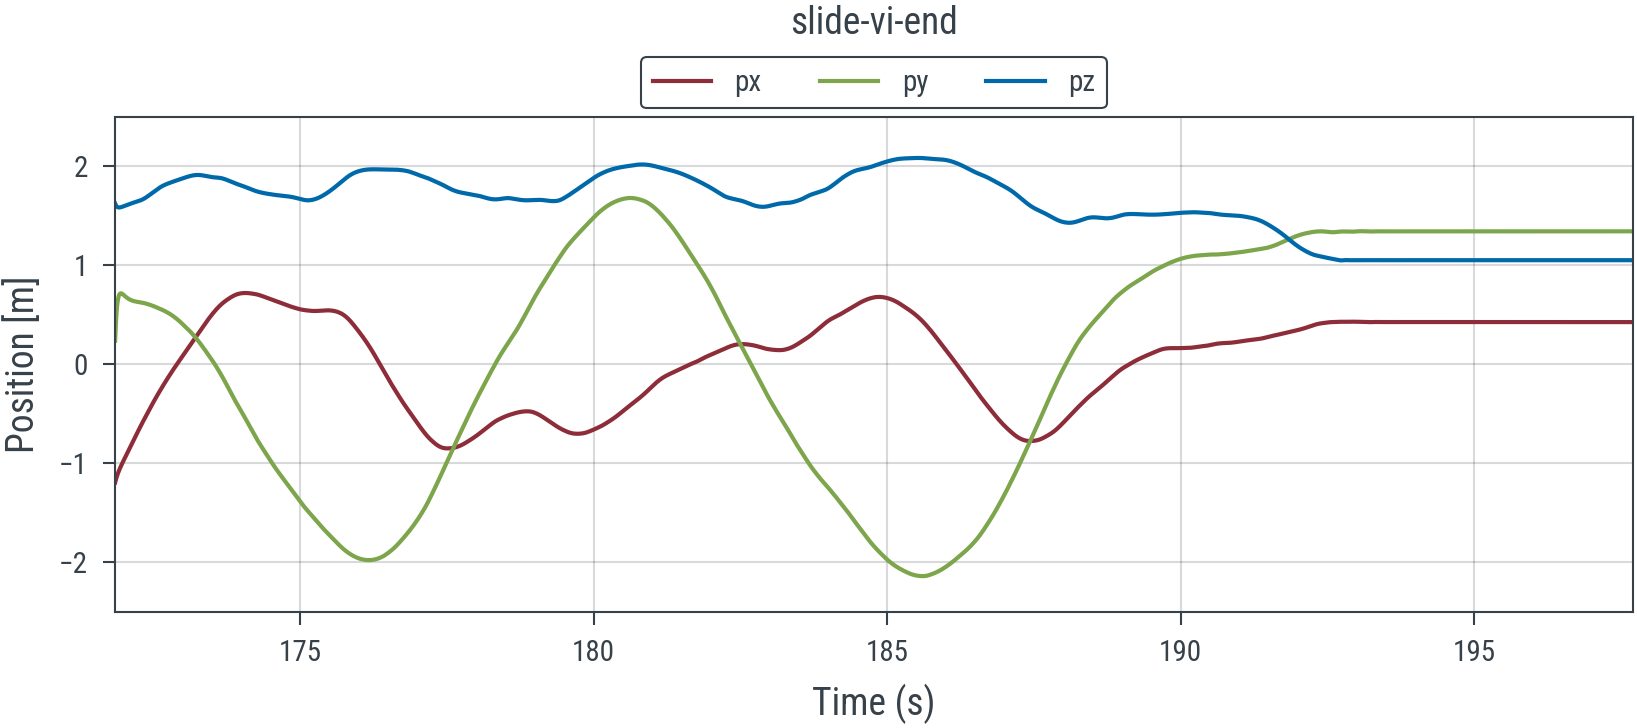 slide-vi-end
px py pz
2
1
0
−1
−2
Position [m]
175 180 185 190 195
Time (s)